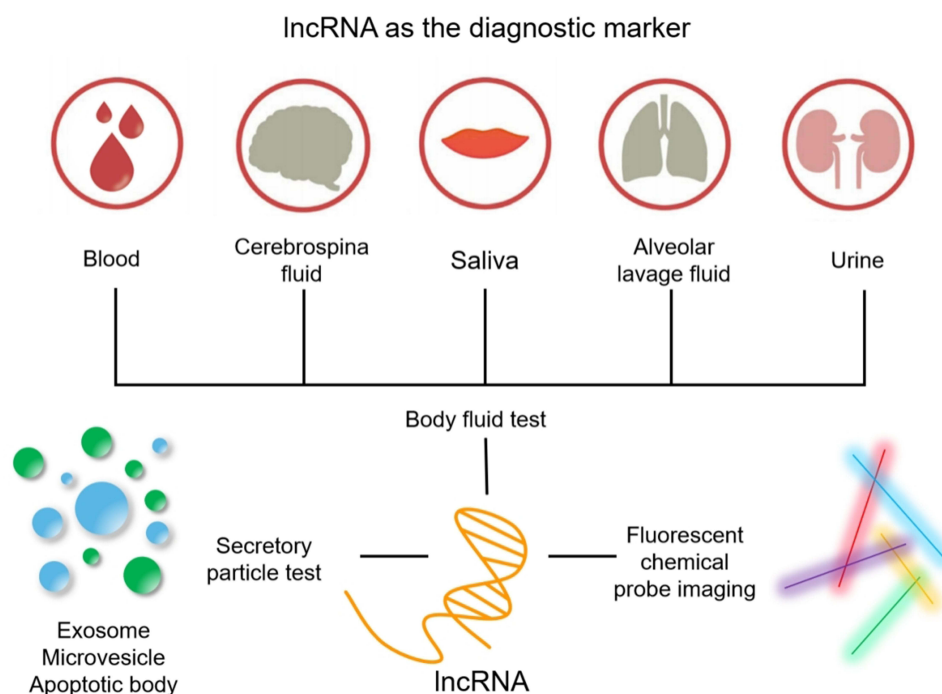 lncRNA as the diagnostic marker
Blood
Cerebrospina
fluid
Saliva
Alveolar
lavage fluid
Urine
Body fluid test
Secretory
particle test
Fluorescent
chemical
probe imaging
Exosome
Microvesicle
Apoptotic body
lncRNA